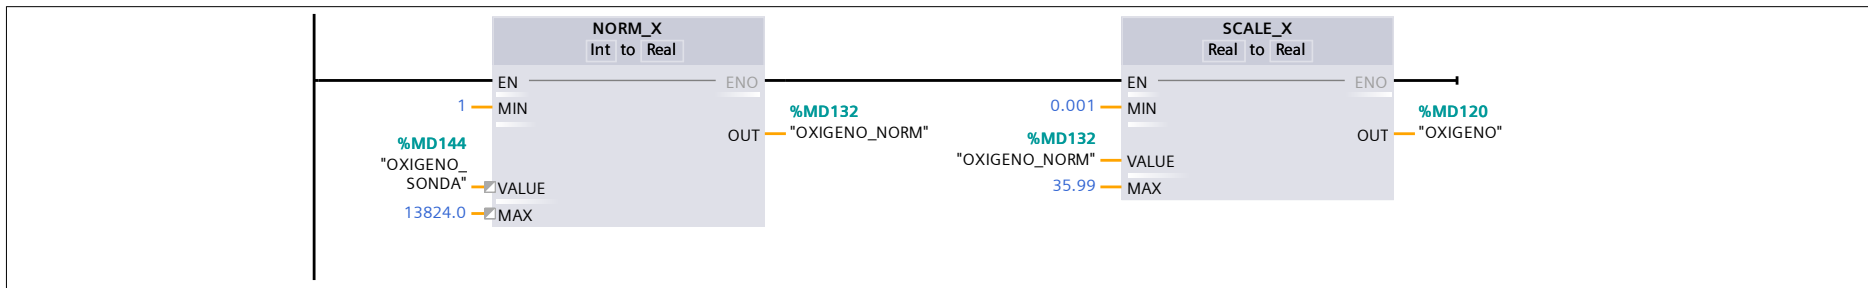 NORM_X
Int to Real
EN
ENO
1
MIN
%MD132
"OXIGENO_NORM"
OUT
%MD144
"OXIGENO_
SONDA"
VALUE
13824.0
MAX
SCALE_X
Real to Real
EN
ENO
0.001
MIN
%MD120
"OXIGENO"
OUT
%MD132
"OXIGENO_NORM"
VALUE
35.99
MAX